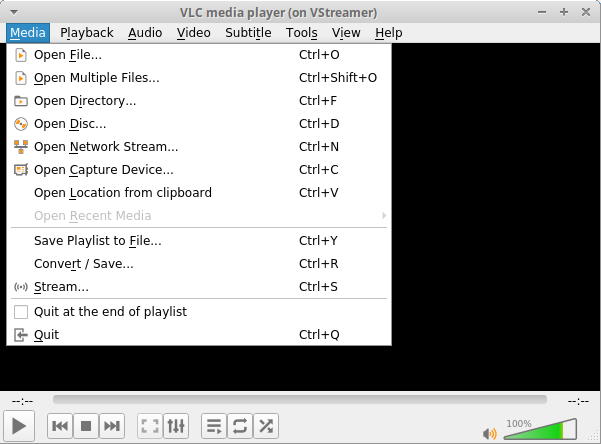 VLC media player (on VStreamer)
Media Playback Audio Video Subtitle Tools View Help
Open File... Ctrl+O
Open Multiple Files... Ctrl+Shift+O
Open Directory... Ctrl+F
Open Disc... Ctrl+D
Open Network Stream... Ctrl+N
Open Capture Device... Ctrl+C
Open Location from clipboard Ctrl+V
Open Recent Media
Save Playlist to File... Ctrl+Y
Convert / Save... Ctrl+R
Stream... Ctrl+S
Quit at the end of playlist
Quit Ctrl+Q
--:-- --:--
100%